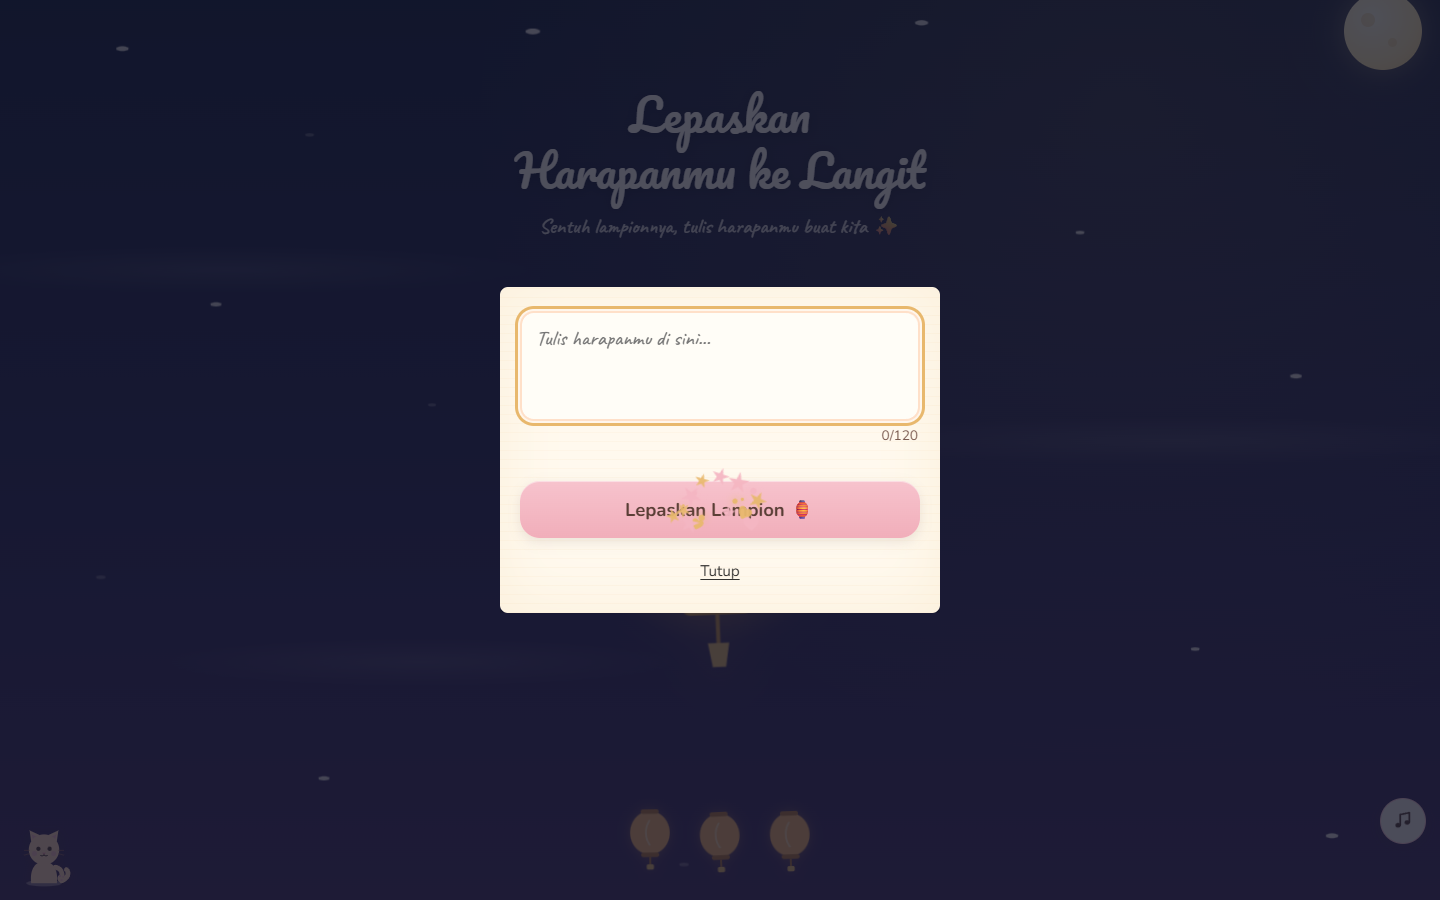 Lepaskan
Harapanmu ke Langit
Sentuh lampionnya, tulis harapanmu buat kita ✨
Tulis harapanmu di sini...
0/120
Lepaskan Lampion 🏮
Tutup